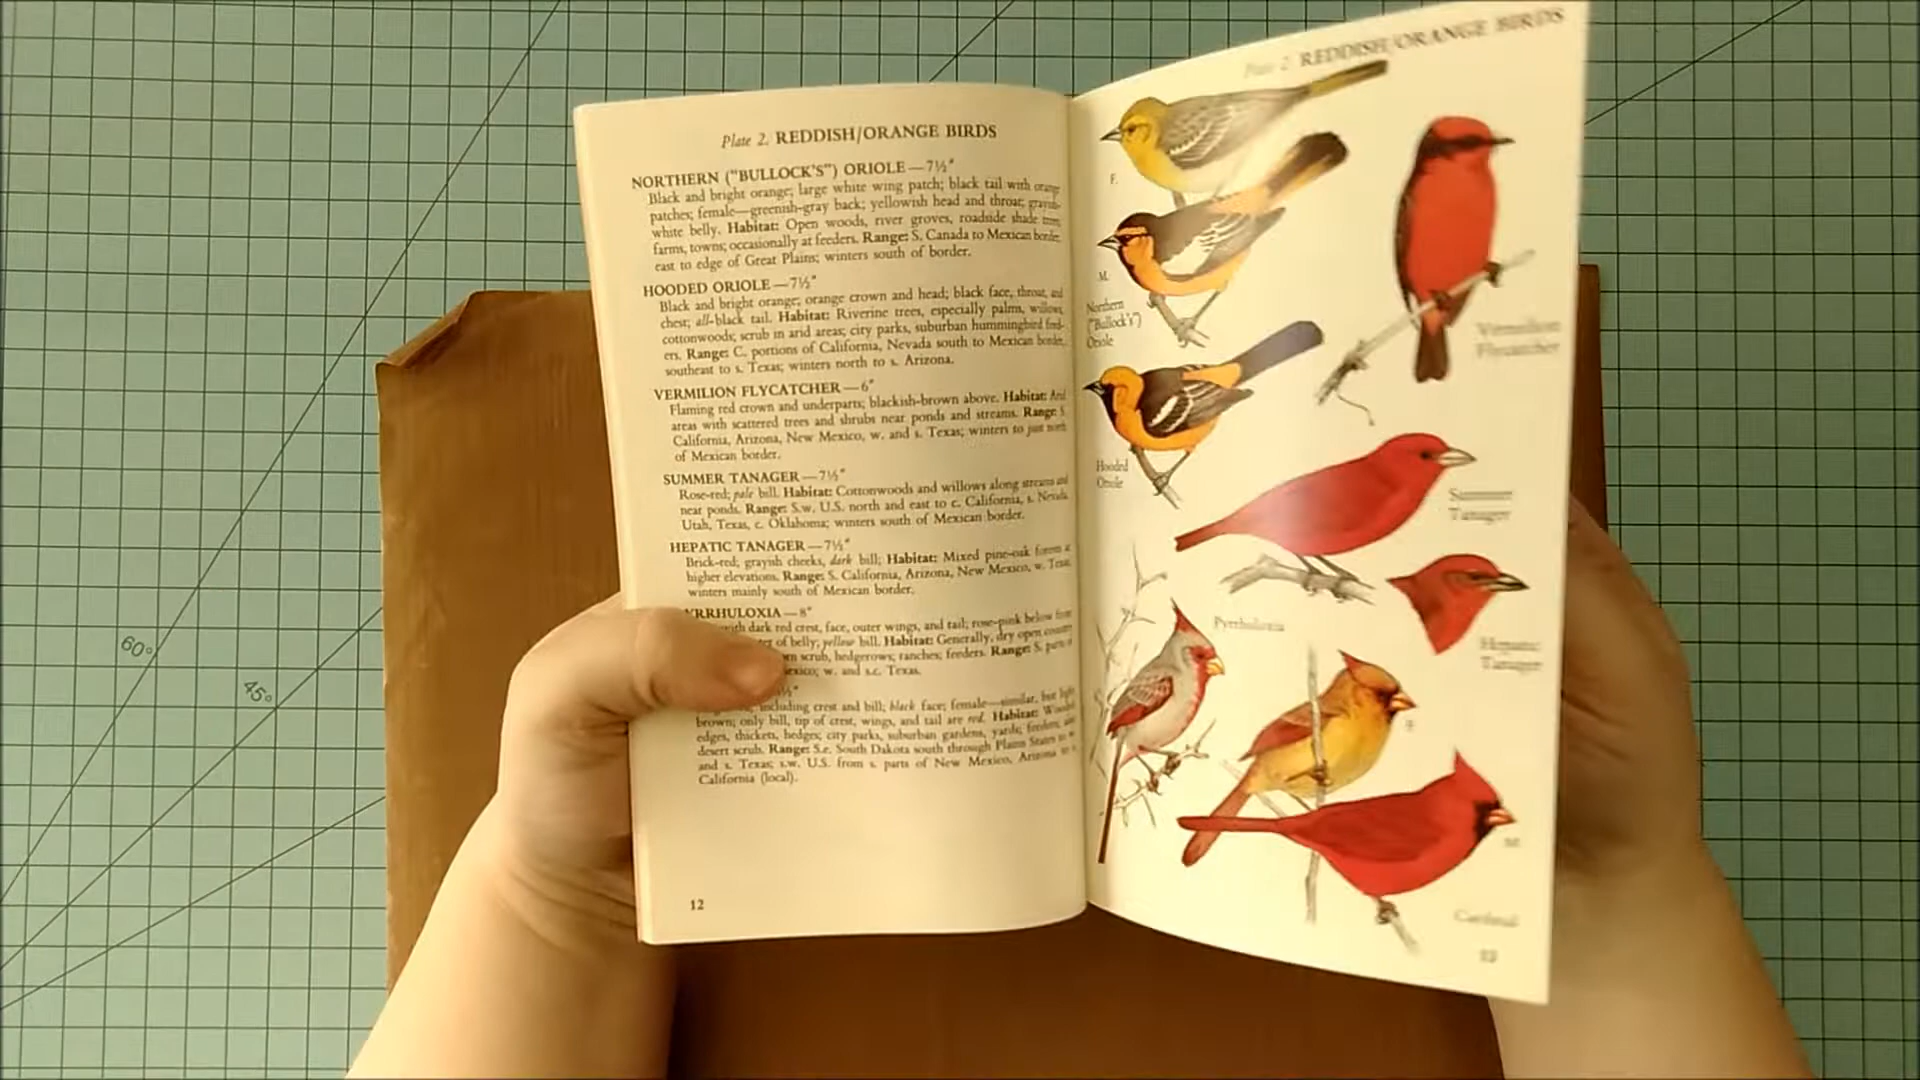 Plate 2. REDDISH/ORANGE BIRDS
NORTHERN ("BULLOCK'S") ORIOLE—7½"
Black and bright orange; large white wing patch; black tail with orange
patches; female—greenish-gray back; yellowish head and throat; grayish-
white belly. Habitat: Open woods, river groves, roadside shade trees,
farms, towns; occasionally at feeders. Range: S. Canada to Mexican border,
east to edge of Great Plains; winters south of border.
HOODED ORIOLE—7½"
Black and bright orange; orange crown and head; black face, throat, and
chest; all-black tail. Habitat: Riverine trees, especially palms, willows,
cottonwoods; scrub in arid areas; city parks, suburban hummingbird feed-
ers. Range: C. portions of California, Nevada south to Mexican border,
southeast to s. Texas; winters north to s. Arizona.
VERMILION FLYCATCHER—6"
Flaming red crown and underparts; blackish-brown above. Habitat: Arid
areas with scattered trees and shrubs near ponds and streams. Range: S.
California, Arizona, New Mexico, w. and s. Texas; winters to just north
of Mexican border.
SUMMER TANAGER—7½"
Rose-red; pale bill. Habitat: Cottonwoods and willows along streams and
near ponds. Range: S.w. U.S. north and east to c. California, s. Nevada,
Utah, Texas, c. Oklahoma; winters south of Mexican border.
HEPATIC TANAGER—7½"
Brick-red; grayish cheeks, dark bill; Habitat: Mixed pine-oak forests at
higher elevations. Range: S. California, Arizona, New Mexico, w. Texas;
winters mainly south of Mexican border.
YRRHULOXIA—8"
with dark red crest, face, outer wings, and tail; rose-pink below from
of belly; yellow bill. Habitat: Generally, dry open country
scrub, hedgerows; ranches; feeders. Range: S. parts of
w. and s.c. Texas.
½"
including crest and bill; black face; female—similar, but light
brown; only bill, tip of crest, wings, and tail are red. Habitat: Wood
edges, thickets, hedges; city parks, suburban gardens, yards; feeders; also
desert scrub. Range: S.e. South Dakota south through Plains States to
and s. Texas; s.w. U.S. from s. parts of New Mexico, Arizona to s.
California (local).
12
Plate 2. REDDISH/ORANGE BIRDS
F.
M.
Northern
("Bullock's")
Oriole
Vermilion
Flycatcher
Hooded
Oriole
Summer
Tanager
Pyrrhuloxia
Hepatic
Tanager
F
M
Cardinal
13
60°
45°